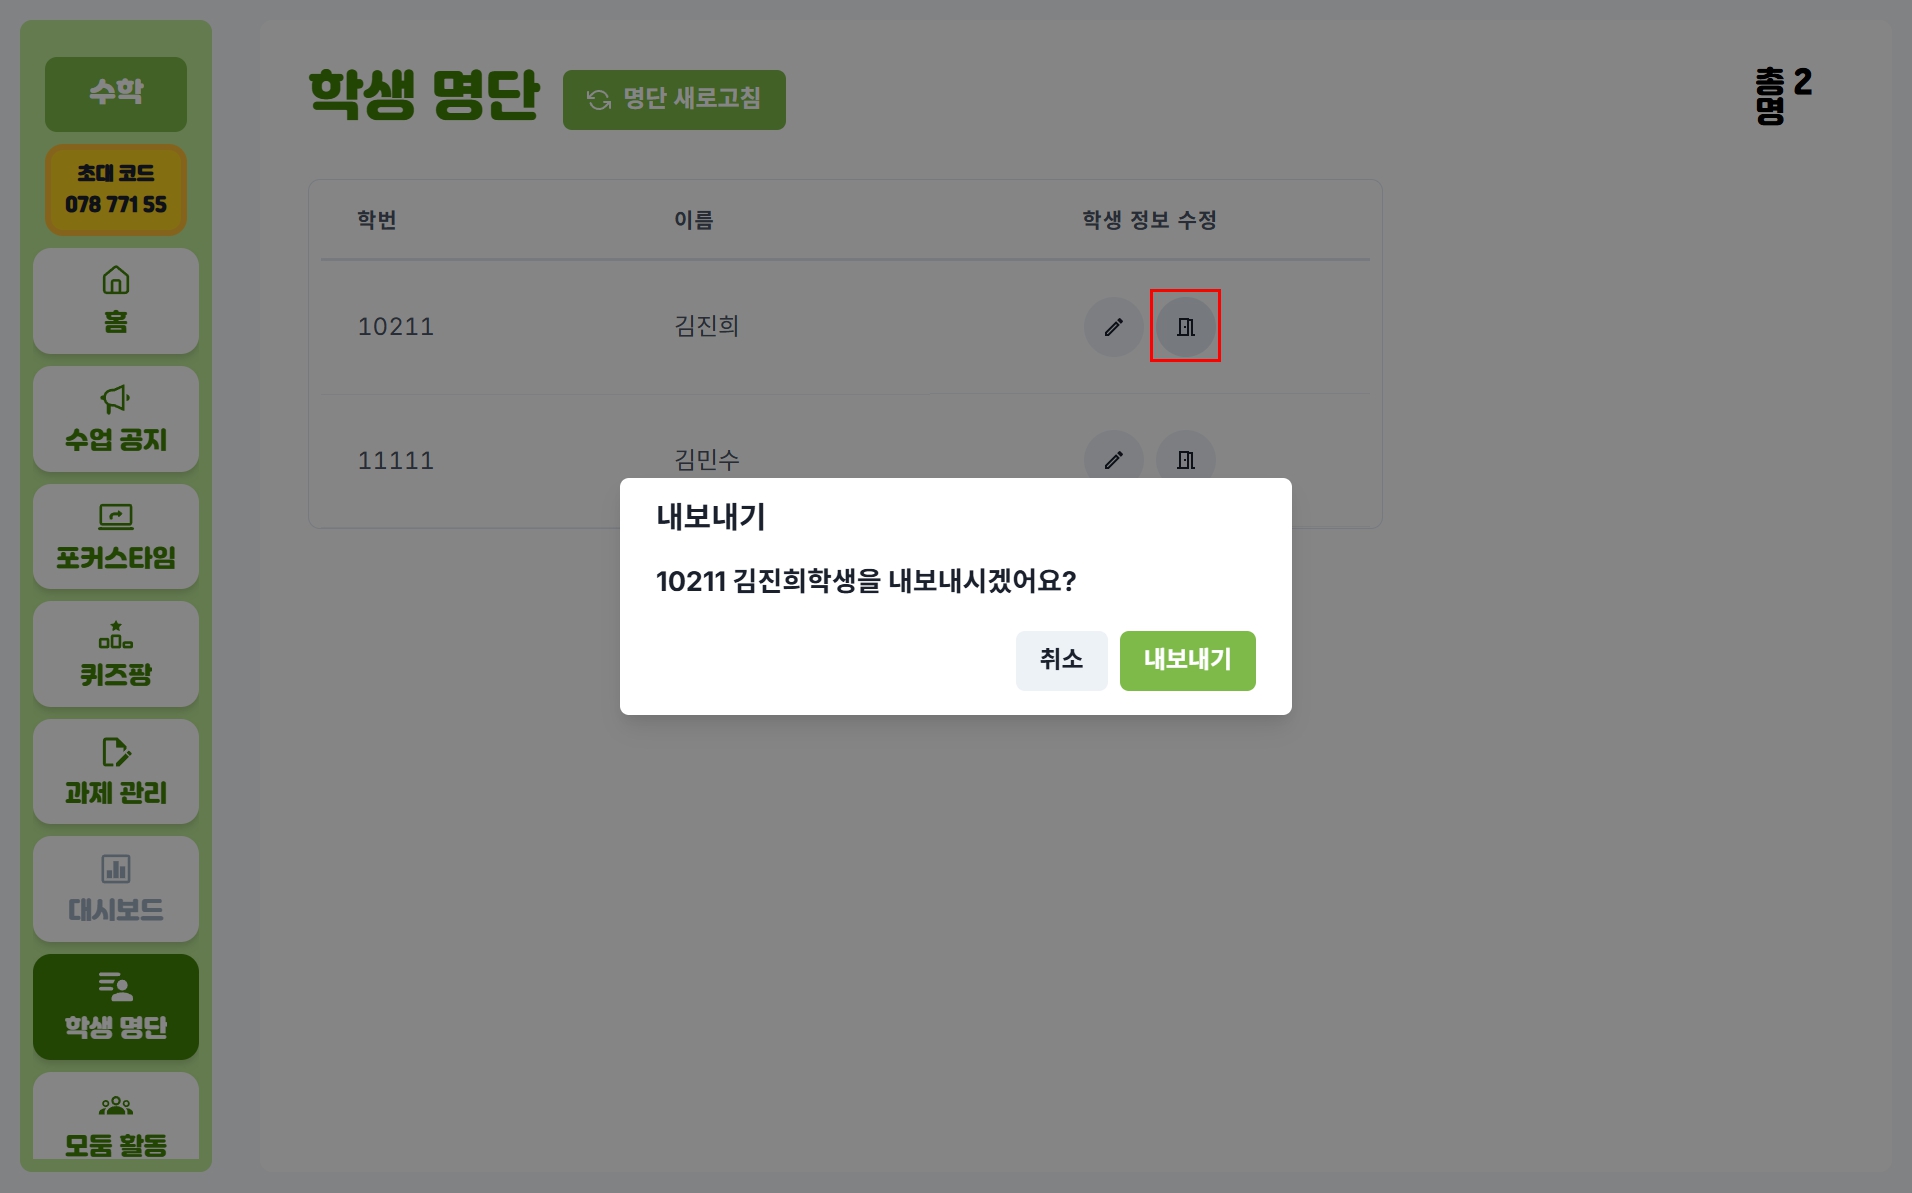 수학
초대 코드
078 771 55
홈
수업 공지
포커스타임
퀴즈팡
과제 관리
대시보드
학생 명단
모둠 활동
학생 명단
명단 새로고침
총 2
명
학번 이름 학생 정보 수정
10211 김진희
11111 김민수
내보내기
10211 김진희학생을 내보내시겠어요?
취소 내보내기